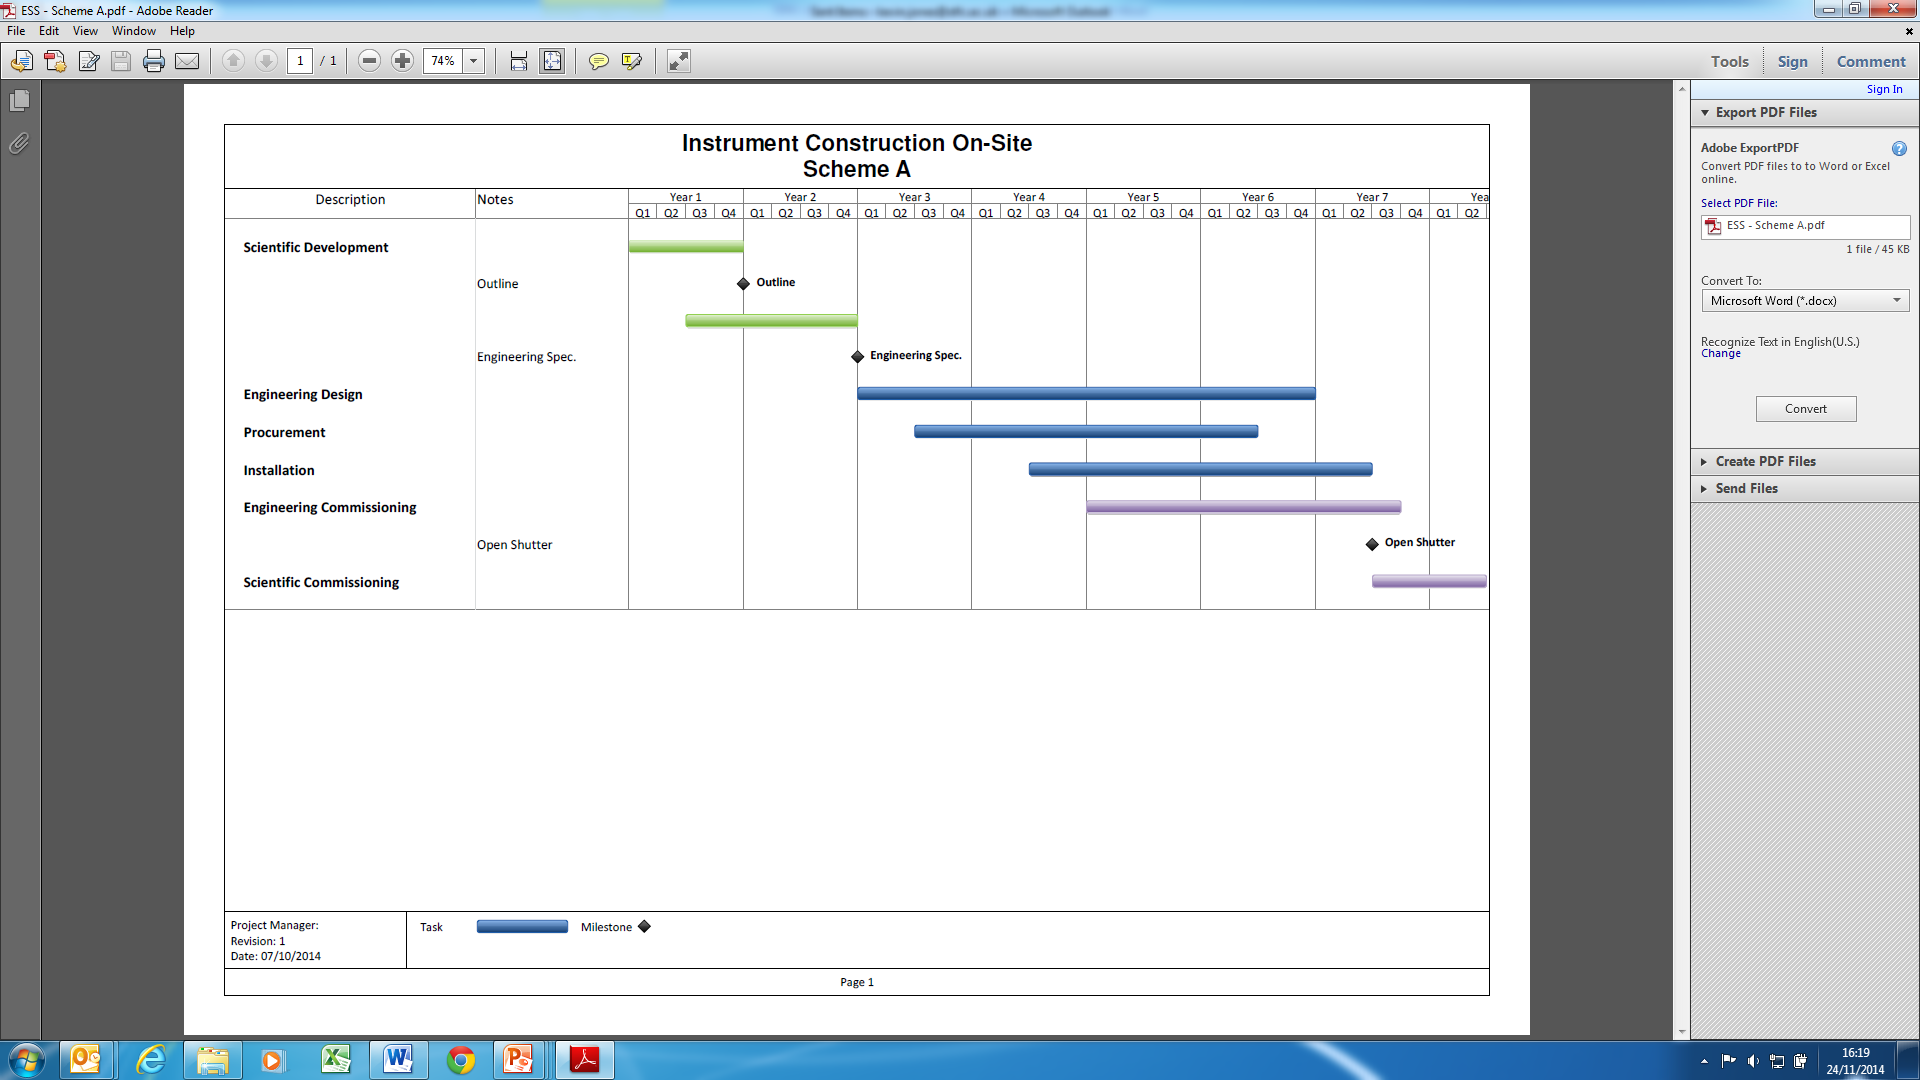 ESS - Scheme A.pdf - Adobe Reader
File Edit View Window Help
1 / 1 74% Tools Sign Comment
Sign In
Export PDF Files
Adobe ExportPDF
Convert PDF files to to Word or Excel
online.
Select PDF File:
ESS - Scheme A.pdf
1 file / 45 KB
Convert To:
Microsoft Word (*.docx)
Recognize Text in English(U.S.)
Change
Convert
Create PDF Files
Send Files
Instrument Construction On-Site
Scheme A
Description Notes Year 1 Year 2 Year 3 Year 4 Year 5 Year 6 Year 7 Yea
Q1 Q2 Q3 Q4 Q1 Q2 Q3 Q4 Q1 Q2 Q3 Q4 Q1 Q2 Q3 Q4 Q1 Q2 Q3 Q4 Q1 Q2 Q3 Q4 Q1 Q2 Q3 Q4 Q1 Q2
Scientific Development
Outline Outline
Engineering Spec. Engineering Spec.
Engineering Design
Procurement
Installation
Engineering Commissioning
Open Shutter Open Shutter
Scientific Commissioning
Project Manager:
Revision: 1
Date: 07/10/2014
Task Milestone
Page 1
16:19
24/11/2014